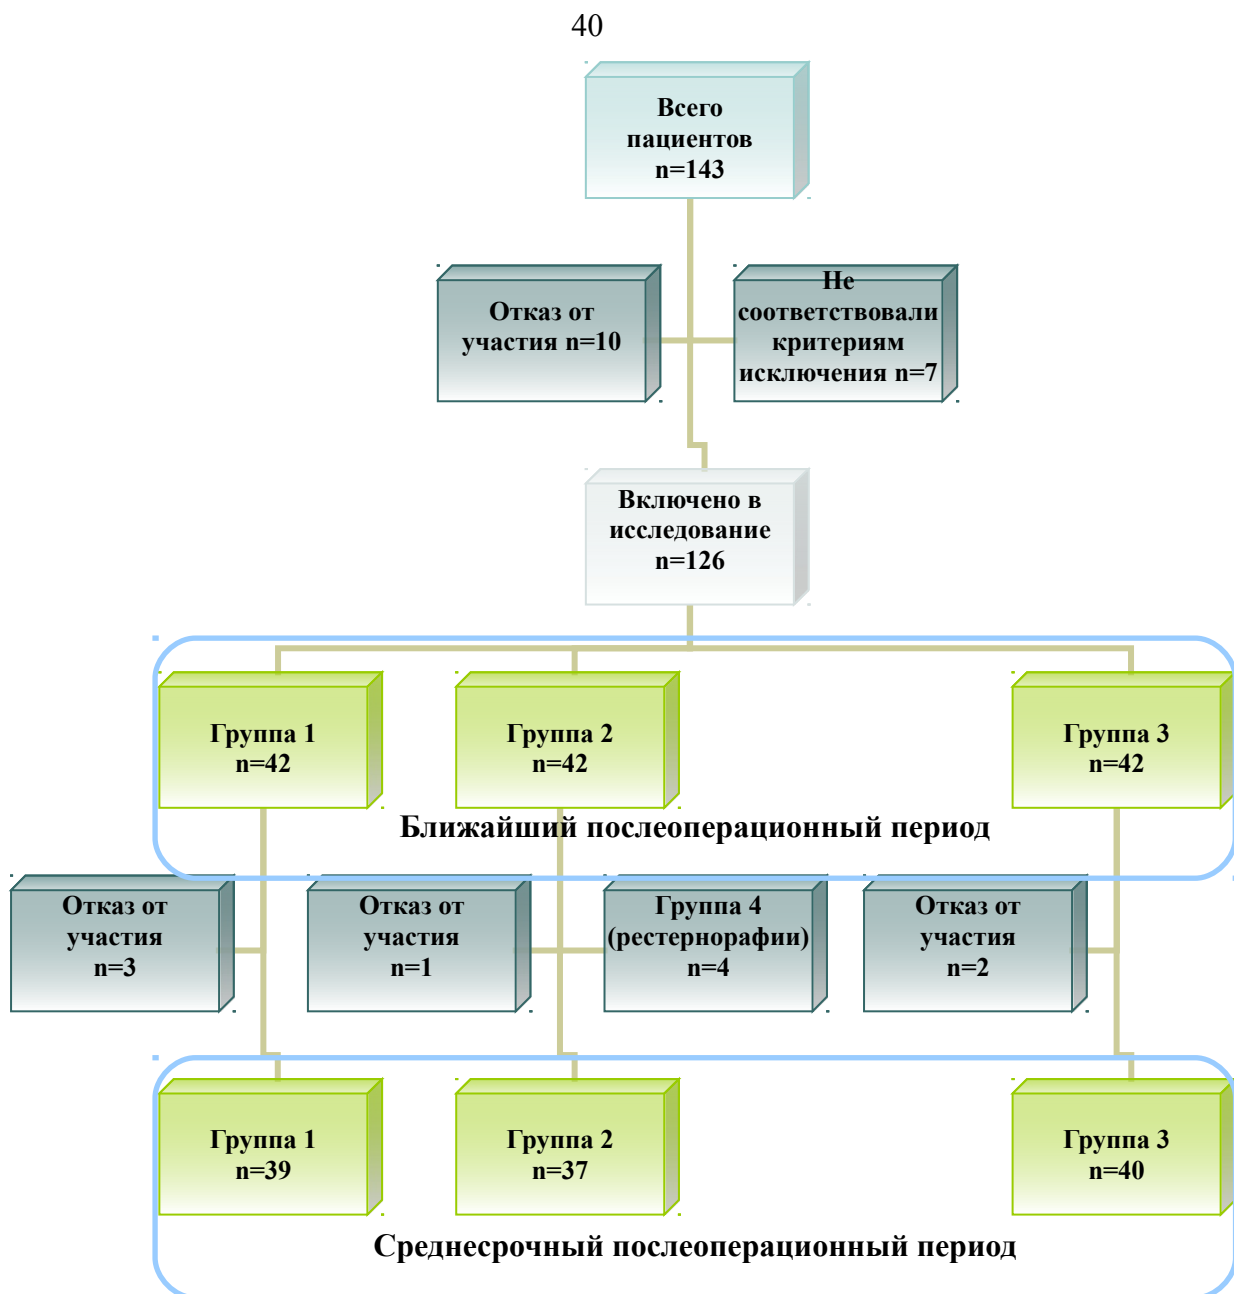 40
Всего
пациентов
n=143
Отказ от
участия n=10
Не
соответствовали
критериям
исключения n=7
Включено в
исследование
n=126
Группа 1
n=42
Группа 2
n=42
Группа 3
n=42
Ближайший послеоперационный период
Отказ от
участия
n=3
Отказ от
участия
n=1
Группа 4
(рестернорафии)
n=4
Отказ от
участия
n=2
Группа 1
n=39
Группа 2
n=37
Группа 3
n=40
Среднесрочный послеоперационный период